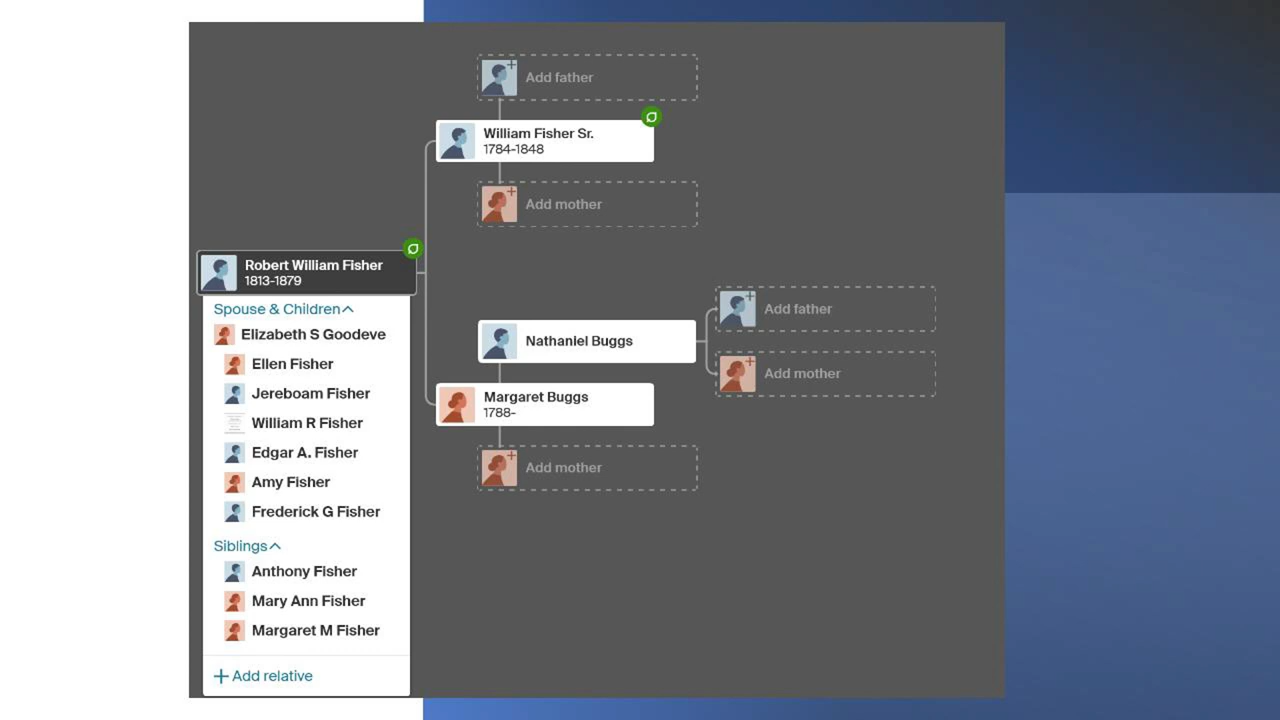 Add father
William Fisher Sr.
1784-1848
Add mother
Robert William Fisher
1813-1879
Spouse & Children
Elizabeth S Goodeve
Ellen Fisher
Jereboam Fisher
William R Fisher
Edgar A. Fisher
Amy Fisher
Frederick G Fisher
Siblings
Anthony Fisher
Mary Ann Fisher
Margaret M Fisher
+ Add relative
Nathaniel Buggs
Add father
Add mother
Margaret Buggs
1788-
Add mother